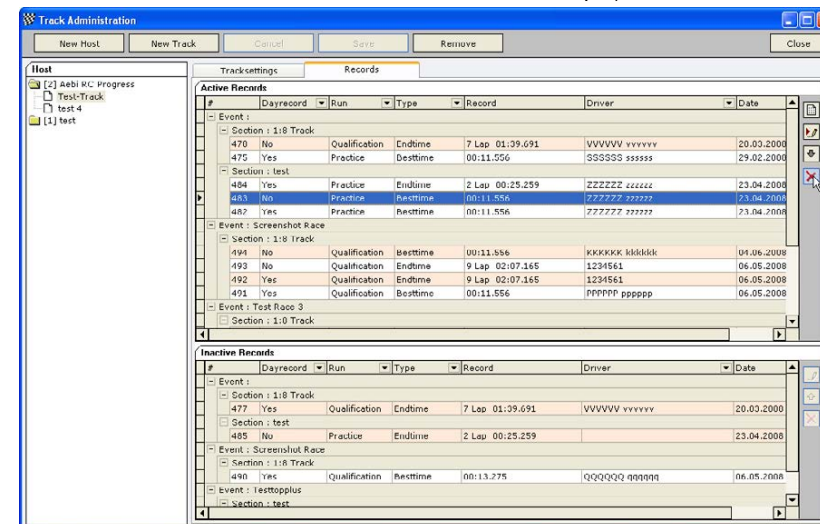 Track Administration
New Host New Track Cancel Save Remove Close
Host
[2] Aebi RC Progress
Test-Track
test 4
[1] test
Tracksettings Records
Active Records
# Dayrecord Run Type Record Driver Date
Event :
Section : 1:8 Track
470 No Qualification Endtime 7 Lap 01:39.691 VVVVVV vvvvvv 20.03.2008
475 Yes Practice Besttime 00:11.556 SSSSSS ssssss 29.02.2008
Section : test
484 Yes Practice Endtime 2 Lap 00:25.259 ZZZZZZ zzzzzz 23.04.2008
483 No Practice Besttime 00:11.556 ZZZZZZ zzzzzz 23.04.2008
482 Yes Practice Besttime 00:11.556 ZZZZZZ zzzzzz 23.04.2008
Event : Screenshot Race
Section : 1:8 Track
494 No Qualification Besttime 00:11.556 KKKKKK kkkkkk 04.06.2008
493 No Qualification Endtime 9 Lap 02:07.165 1234561 06.05.2008
492 Yes Qualification Endtime 9 Lap 02:07.165 1234561 06.05.2008
491 Yes Qualification Besttime 00:11.556 PPPPPP pppppp 06.05.2008
Event : Test Race 3
Section : 1:8 Track
Inactive Records
# Dayrecord Run Type Record Driver Date
Event :
Section : 1:8 Track
477 Yes Qualification Endtime 7 Lap 01:39.691 VVVVVV vvvvvv 20.03.2008
Section : test
485 No Practice Endtime 2 Lap 00:25.259 23.04.2008
Event : Screenshot Race
Section : 1:8 Track
490 Yes Qualification Besttime 00:13.275 QQQQQQ qqqqqq 06.05.2008
Event : Testtopplus
Section : test